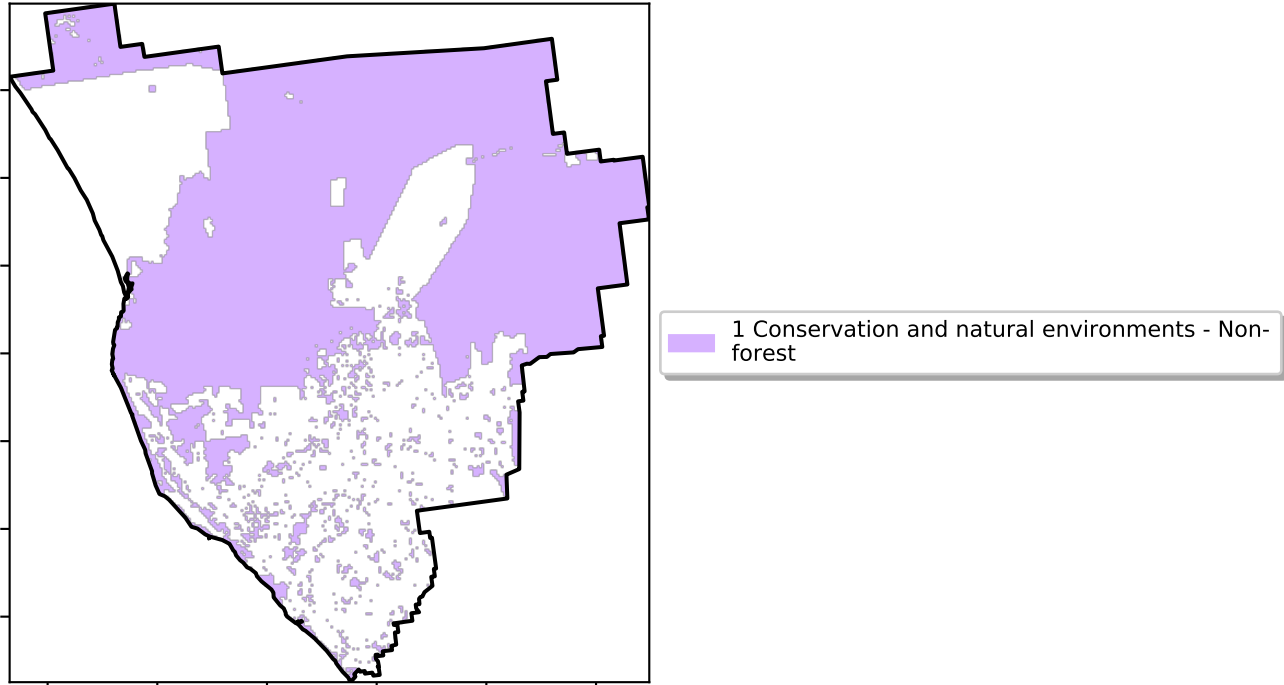 1 Conservation and natural environments - Non-
forest